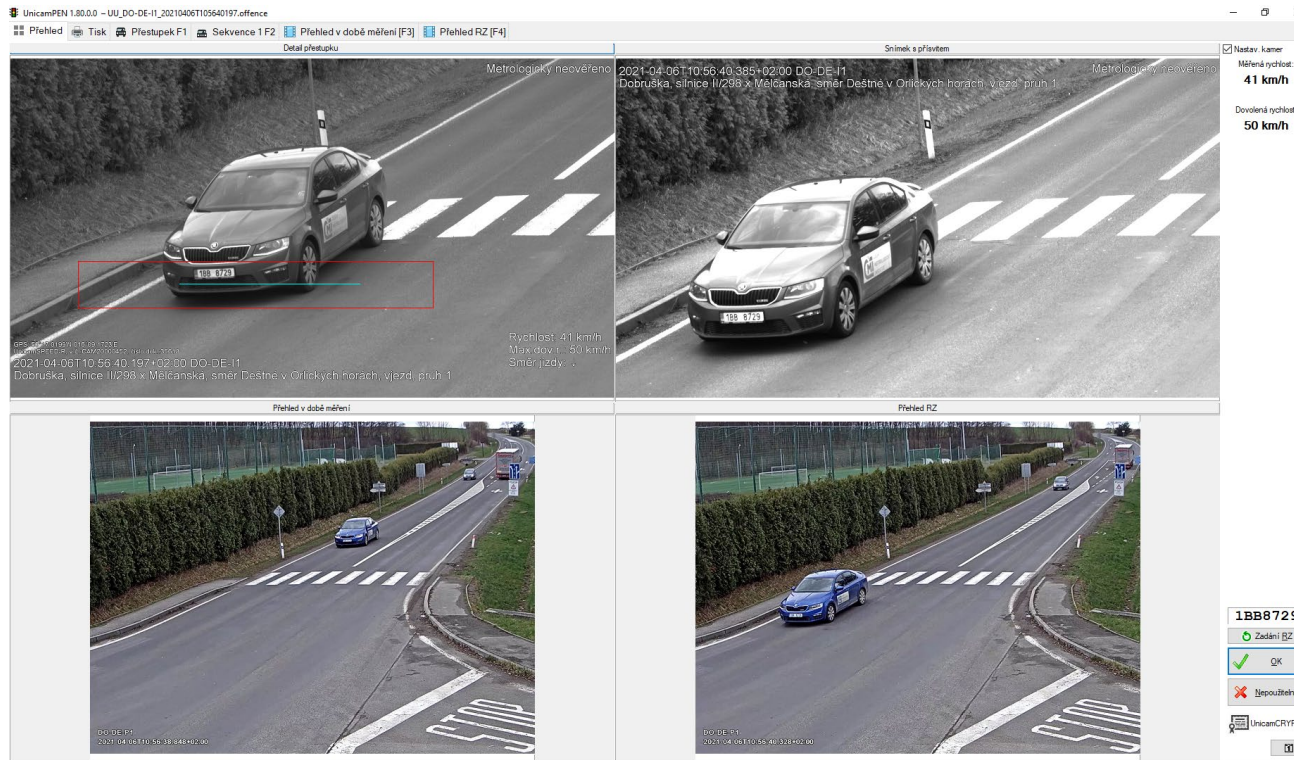 UnicamPEN 1.80.0.0 – UU_DO-DE-I1_20210406T105640197.offence
Přehled Tisk Přestupek F1 Sekvence 1 F2 Přehled v době měření [F3] Přehled RZ [F4]
Detail přestupku
Metrologicky neověřeno
1BB 8729
Rychlost: 41 km/h
Max.dov.r.: 50 km/h
Směr jízdy:
2021-04-06T10:56:40.197+02:00 DO-DE-I1
Dobruška, silnice II/298 x Mělčanská, směr Deštné v Orlických horách, vjezd, pruh 1
Snímek s přísvitem
2021-04-06T10:56:40.385+02:00 DO-DE-I1
Metrologicky neověřeno
Dobruška, silnice II/298 x Mělčanská, směr Deštné v Orlických horách, vjezd, pruh 1
ČMI
1BB 8729
Nastav. kamer
Měřená rychlost:
41 km/h
Dovolená rychlost
50 km/h
Přehled v době měření
STOP
DO-DE-P1
2021-04-06T10:56:38.848+02:00
Přehled RZ
STOP
DO-DE-P1
2021-04-06T10:56:40.328+02:00
1BB8729
Zadání RZ
OK
Nepoužiteln
UnicamCRYP